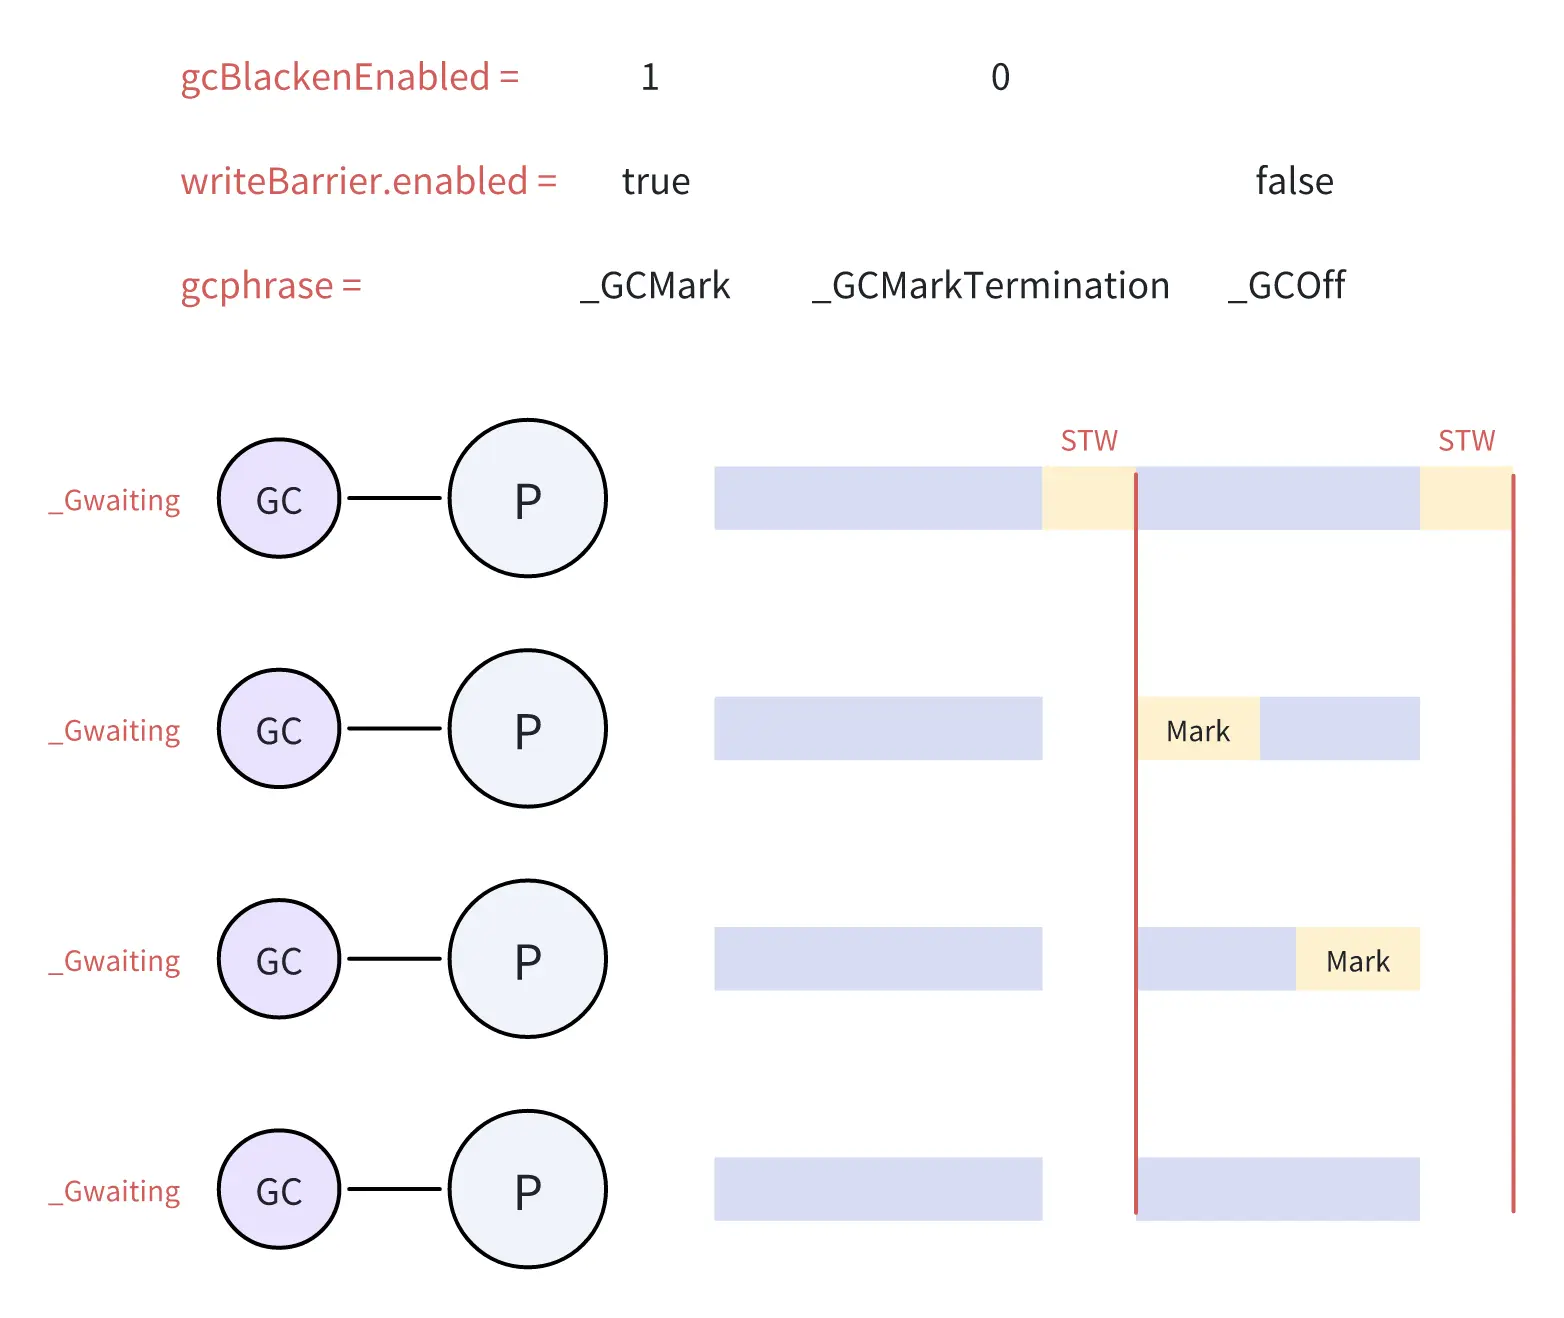 gcBlackenEnabled = 1 0
writeBarrier.enabled = true false
gcphrase = _GCMark _GCMarkTermination _GCOff
STW STW
_Gwaiting GC P
_Gwaiting GC P Mark
_Gwaiting GC P Mark
_Gwaiting GC P